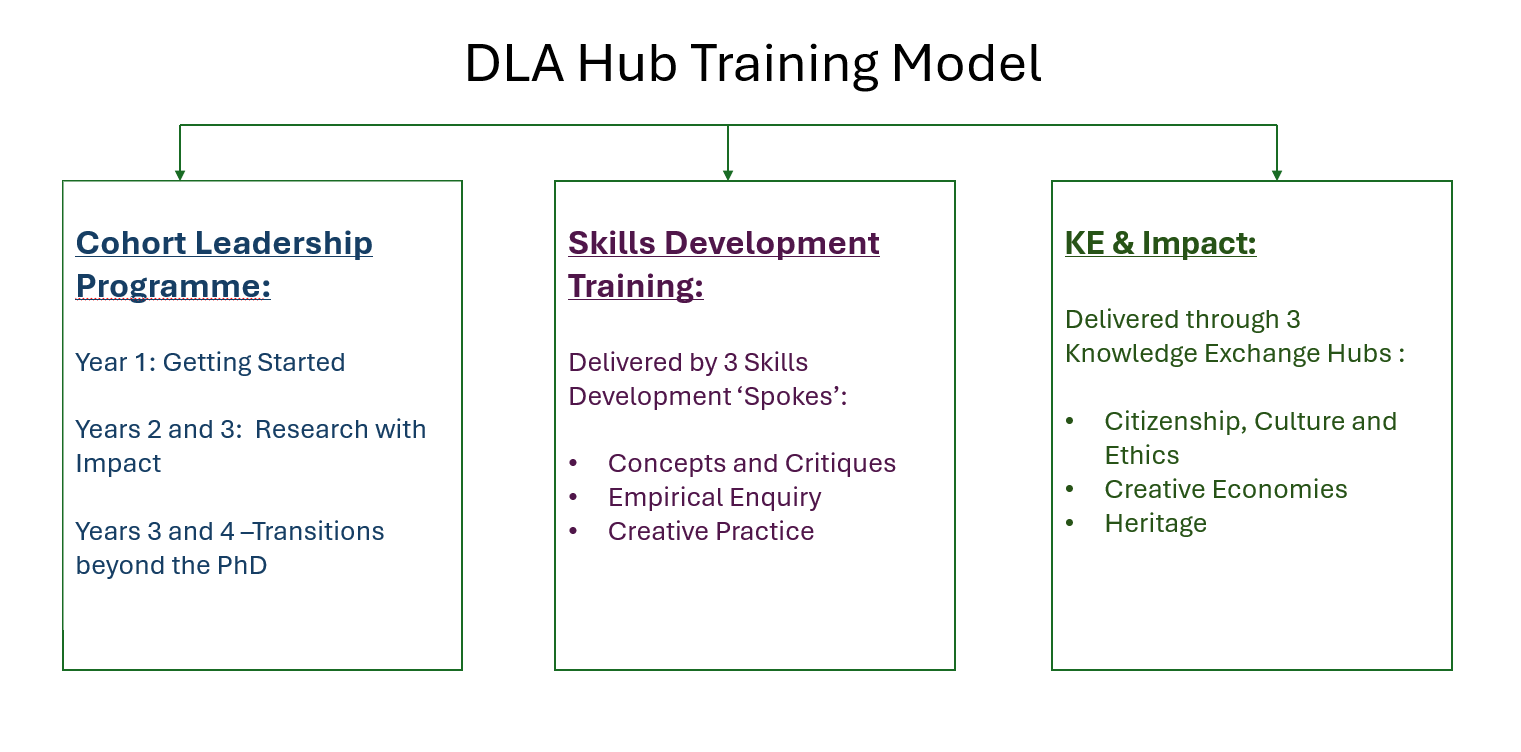 DLA Hub Training Model
Cohort Leadership
Programme:
Year 1: Getting Started
Years 2 and 3:  Research with
Impact
Years 3 and 4 –Transitions
beyond the PhD
Skills Development
Training:
Delivered by 3 Skills
Development ‘Spokes’:
• Concepts and Critiques
• Empirical Enquiry
• Creative Practice
KE & Impact:
Delivered through 3
Knowledge Exchange Hubs :
• Citizenship, Culture and
Ethics
• Creative Economies
• Heritage